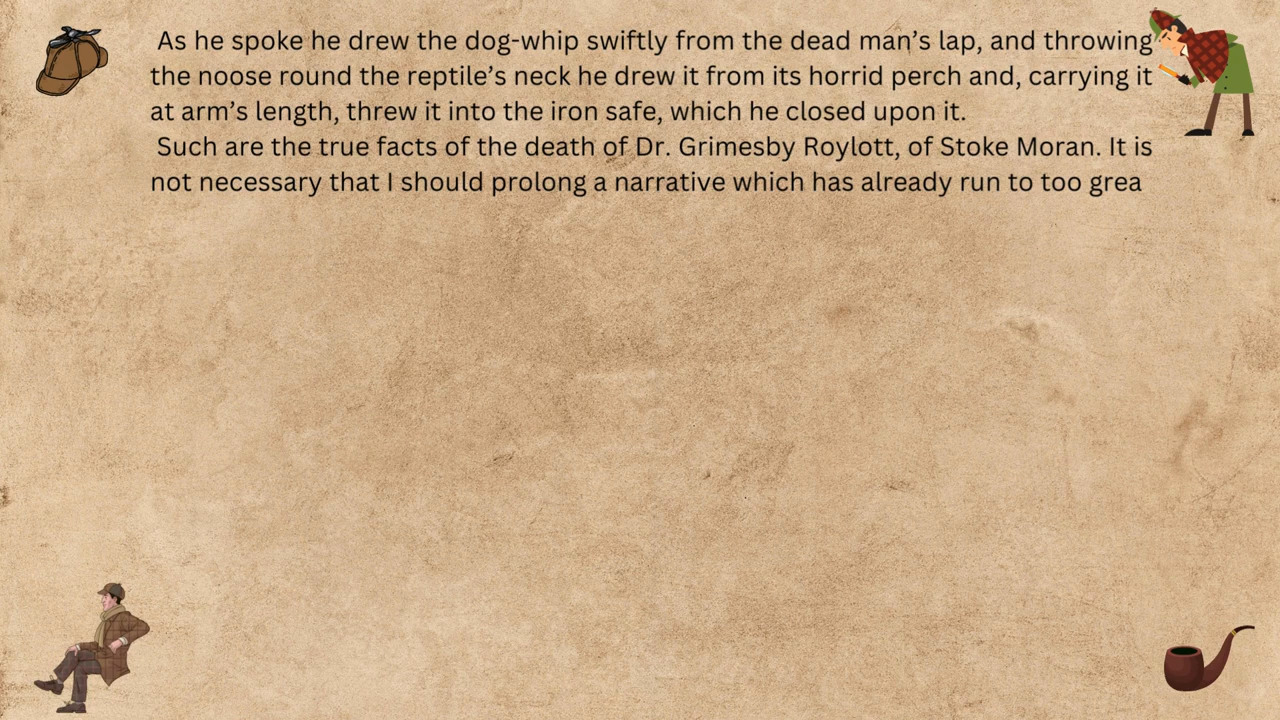 As he spoke he drew the dog-whip swiftly from the dead man’s lap, and throwing
the noose round the reptile’s neck he drew it from its horrid perch and, carrying it
at arm’s length, threw it into the iron safe, which he closed upon it.
Such are the true facts of the death of Dr. Grimesby Roylott, of Stoke Moran. It is
not necessary that I should prolong a narrative which has already run to too grea